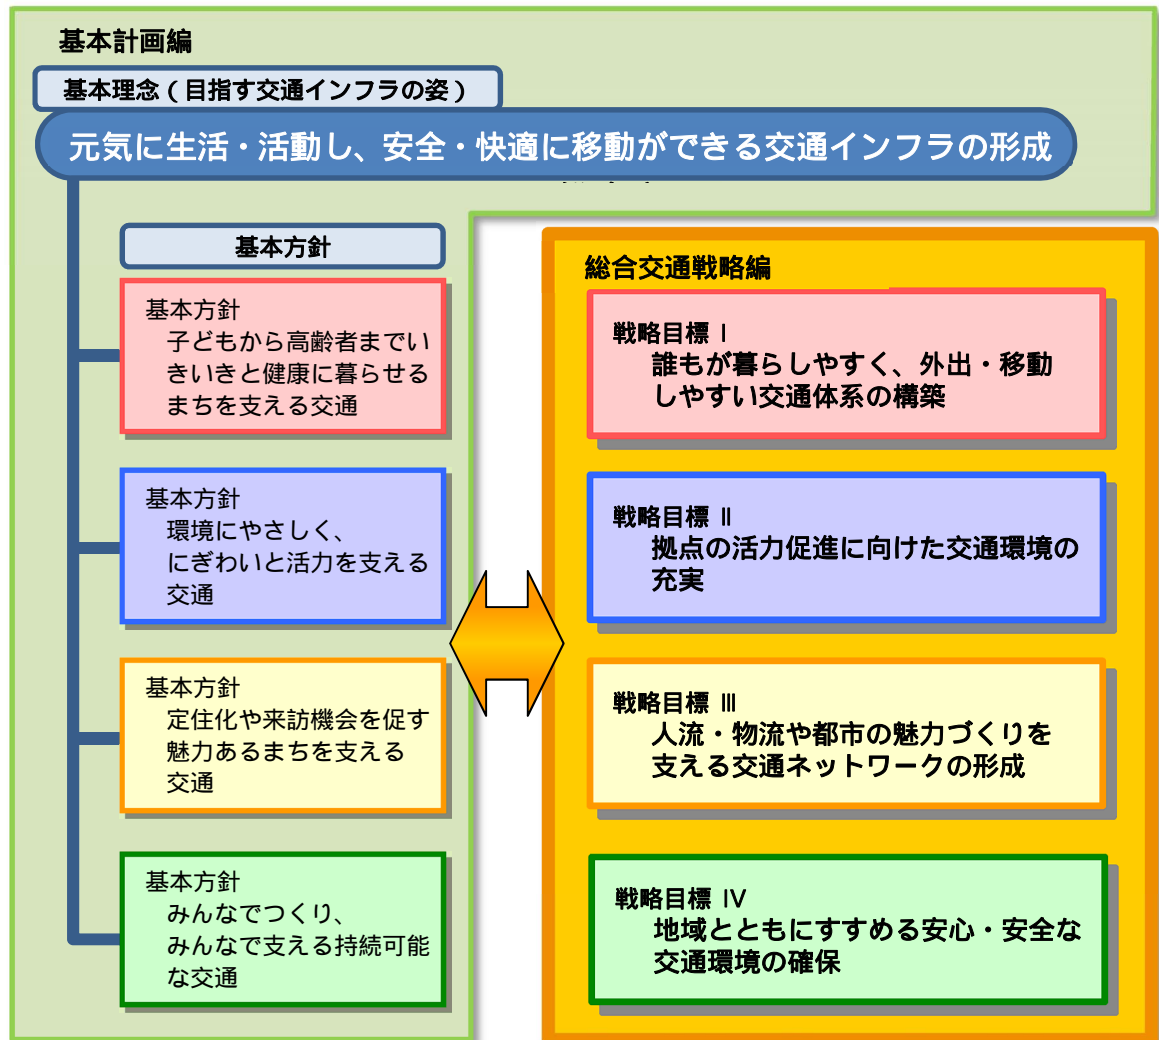 基本計画編
基本理念（目指す交通インフラの姿）
元気に生活・活動し、安全・快適に移動ができる交通インフラの形成
基本方針
基本方針
子どもから高齢者までい
きいきと健康に暮らせる
まちを支える交通
基本方針
環境にやさしく、
にぎわいと活力を支える
交通
基本方針
定住化や来訪機会を促す
魅力あるまちを支える
交通
基本方針
みんなでつくり、
みんなで支える持続可能
な交通
総合交通戦略編
戦略目標 Ⅰ
誰もが暮らしやすく、外出・移動
しやすい交通体系の構築
戦略目標 Ⅱ
拠点の活力促進に向けた交通環境の
充実
戦略目標 Ⅲ
人流・物流や都市の魅力づくりを
支える交通ネットワークの形成
戦略目標 Ⅳ
地域とともにすすめる安心・安全な
交通環境の確保